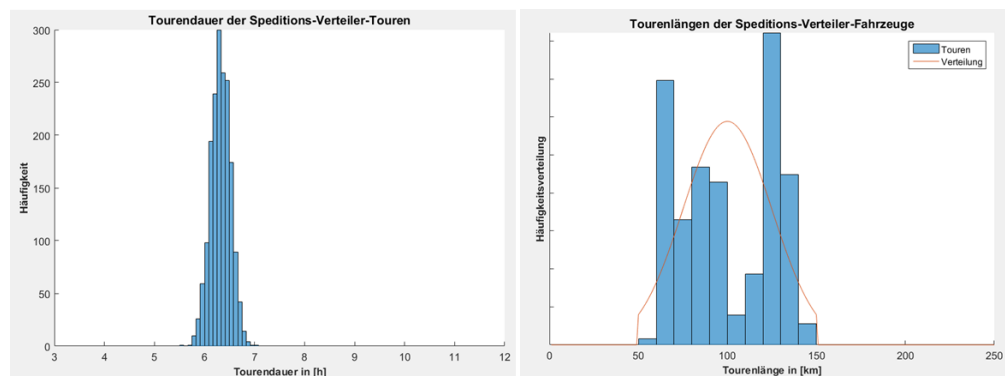 Tourendauer der Speditions-Verteiler-Touren
300
250
200
150
100
50
0
Häufigkeit
3 4 5 6 7 8 9 10 11 12
Tourendauer in [h]
Tourenlängen der Speditions-Verteiler-Fahrzeuge
Touren
Verteilung
Häufigkeitsverteilung
0 50 100 150 200 250
Tourenlänge in [km]